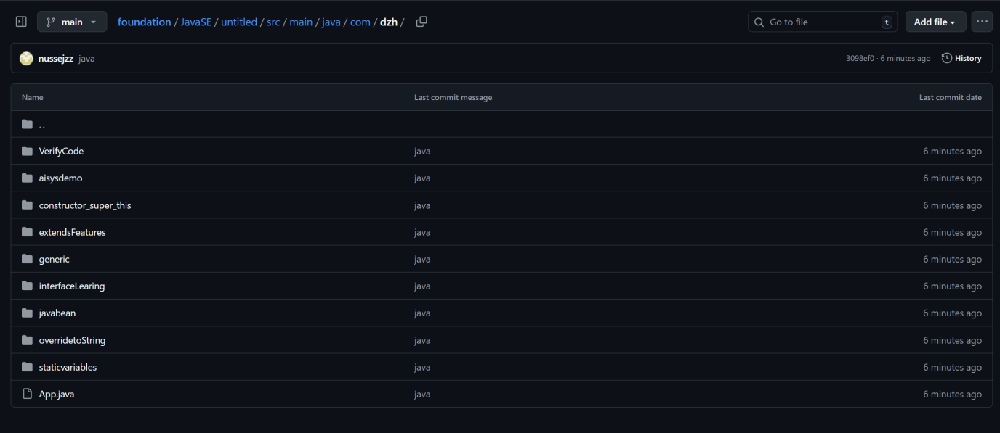 main foundation / JavaSE / untitled / src / main / java / com / dzh / Go to file t Add file
nussejzz java 3098ef0 · 6 minutes ago History
Name Last commit message Last commit date
..
VerifyCode java 6 minutes ago
aisysdemo java 6 minutes ago
constructor_super_this java 6 minutes ago
extendsFeatures java 6 minutes ago
generic java 6 minutes ago
interfaceLearing java 6 minutes ago
javabean java 6 minutes ago
overridetoString java 6 minutes ago
staticvariables java 6 minutes ago
App.java java 6 minutes ago